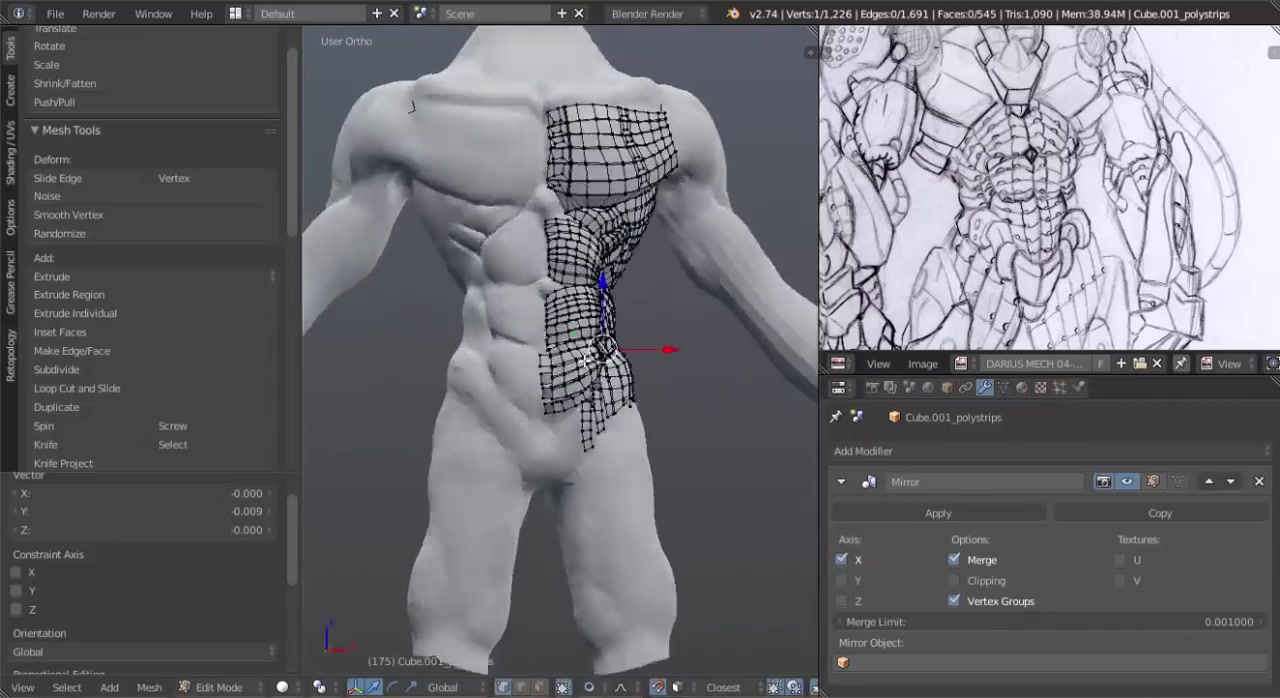 File Render Window Help Default Scene Blender Render v2.74 | Verts:1/1,226 | Edges:0/1,691 | Faces:0/545 | Tris:1,090 | Mem:38.94M | Cube.001_polystrips
Tools
Create
Shading / UVs
Options
Grease Pencil
Retopology
Translate
Rotate
Scale
Shrink/Fatten
Push/Pull
Mesh Tools
Deform:
Slide Edge Vertex
Noise
Smooth Vertex
Randomize
Add:
Extrude
Extrude Region
Extrude Individual
Inset Faces
Make Edge/Face
Subdivide
Loop Cut and Slide
Duplicate
Spin Screw
Knife Select
Knife Project
Vector
X: -0.000
Y: -0.009
Z: -0.000
Constraint Axis
X
Y
Z
Orientation
Global
Proportional Editing
User Ortho
(175) Cube.001_
View Select Add Mesh Edit Mode Global Closest
View Image DARIUS MECH 04-... F View
Cube.001_polystrips
Add Modifier
Mirror
Apply Copy
Axis: Options: Textures:
X Merge U
Y Clipping V
Z Vertex Groups
Merge Limit: 0.001000
Mirror Object: